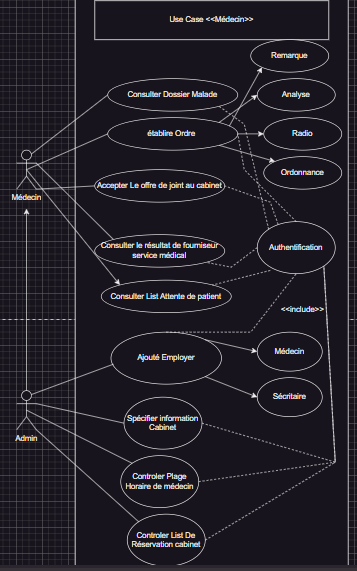 Use Case <<Médecin>>
Remarque
Consulter Dossier Malade
Analyse
établire Ordre
Radio
Ordonnance
Médecin
Accepter Le offre de joint au cabinet
Consulter le résultat de fourniseur
service médical
Authentification
Consulter List Attente de patient
<<include>>
Ajouté Employer
Médecin
Sécritaire
Admin
Spécifier information
Cabinet
Controler Plage
Horaire de médecin
Controler List De
Réservation cabinet